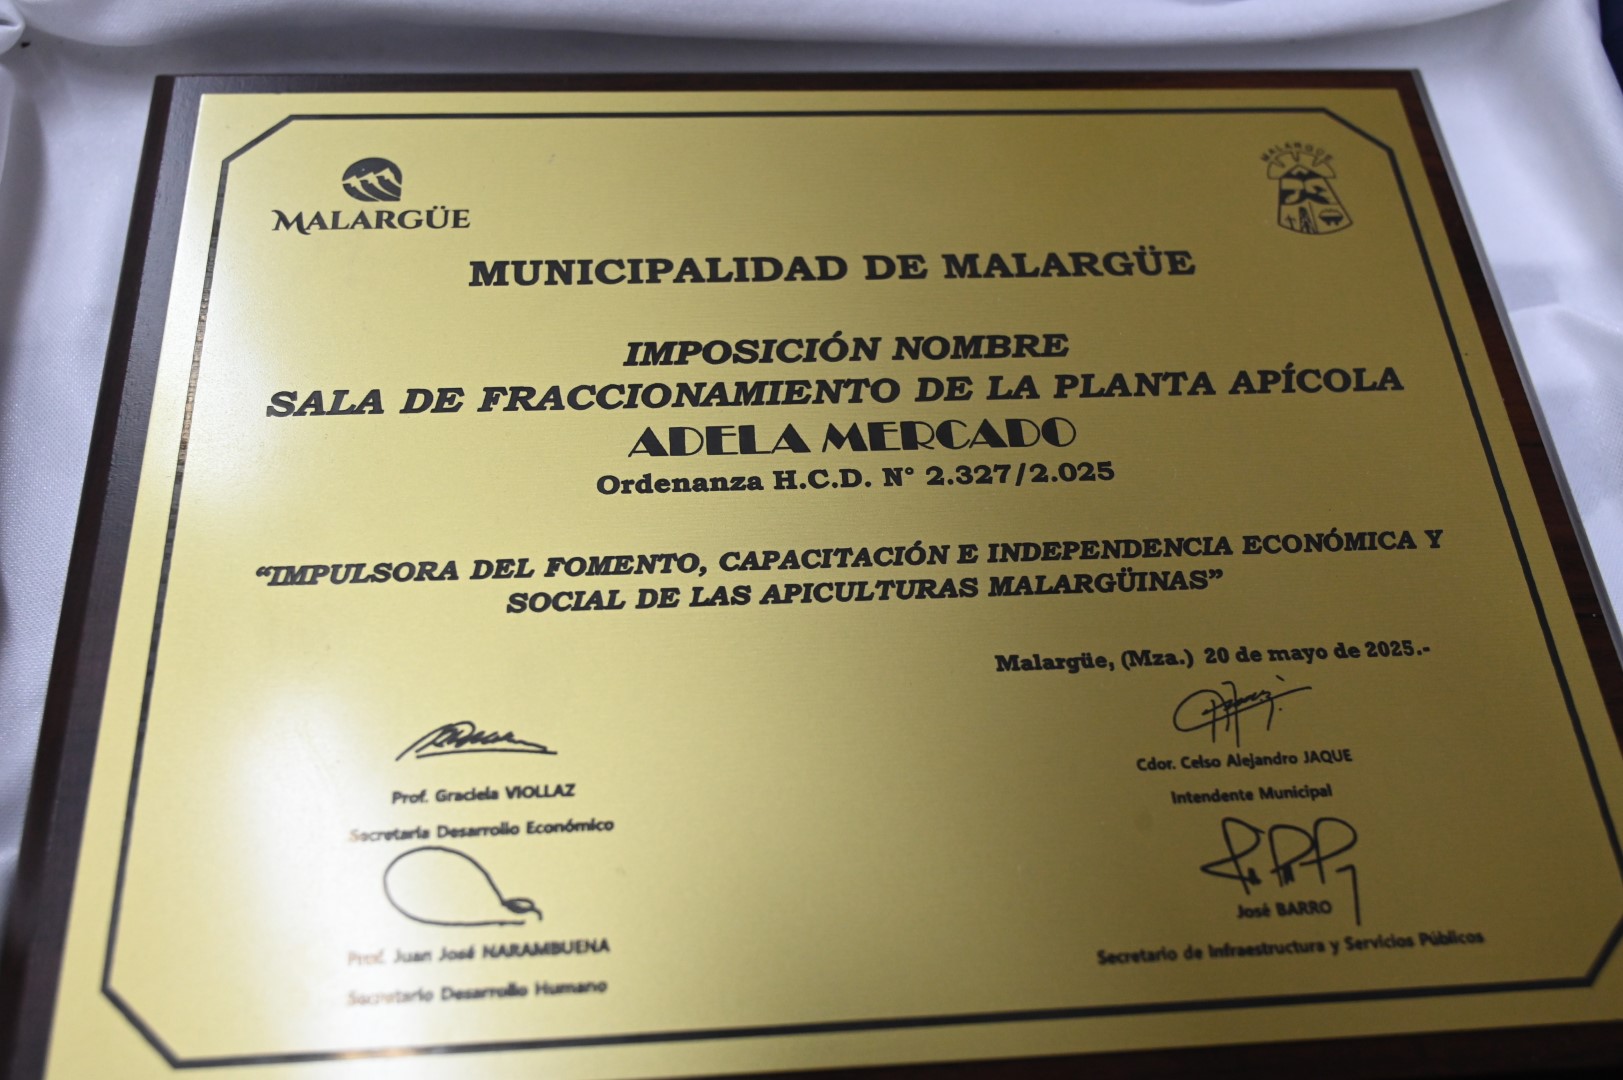 MALARGÜE
MALARGÜE
MUNICIPALIDAD DE MALARGÜE
IMPOSICIÓN NOMBRE
SALA DE FRACCIONAMIENTO DE LA PLANTA APÍCOLA
ADELA MERCADO
Ordenanza H.C.D. N° 2.327/2.025
“IMPULSORA DEL FOMENTO, CAPACITACIÓN E INDEPENDENCIA ECONÓMICA Y
SOCIAL DE LAS APICULTURAS MALARGÜINAS”
Malargüe, (Mza.) 20 de mayo de 2025.-
Prof. Graciela VIOLLAZ
Secretaria Desarrollo Económico
Cdor. Celso Alejandro JAQUE
Intendente Municipal
Prof. Juan José NARAMBUENA
Secretario Desarrollo Humano
José BARRO
Secretario de Infraestructura y Servicios Públicos